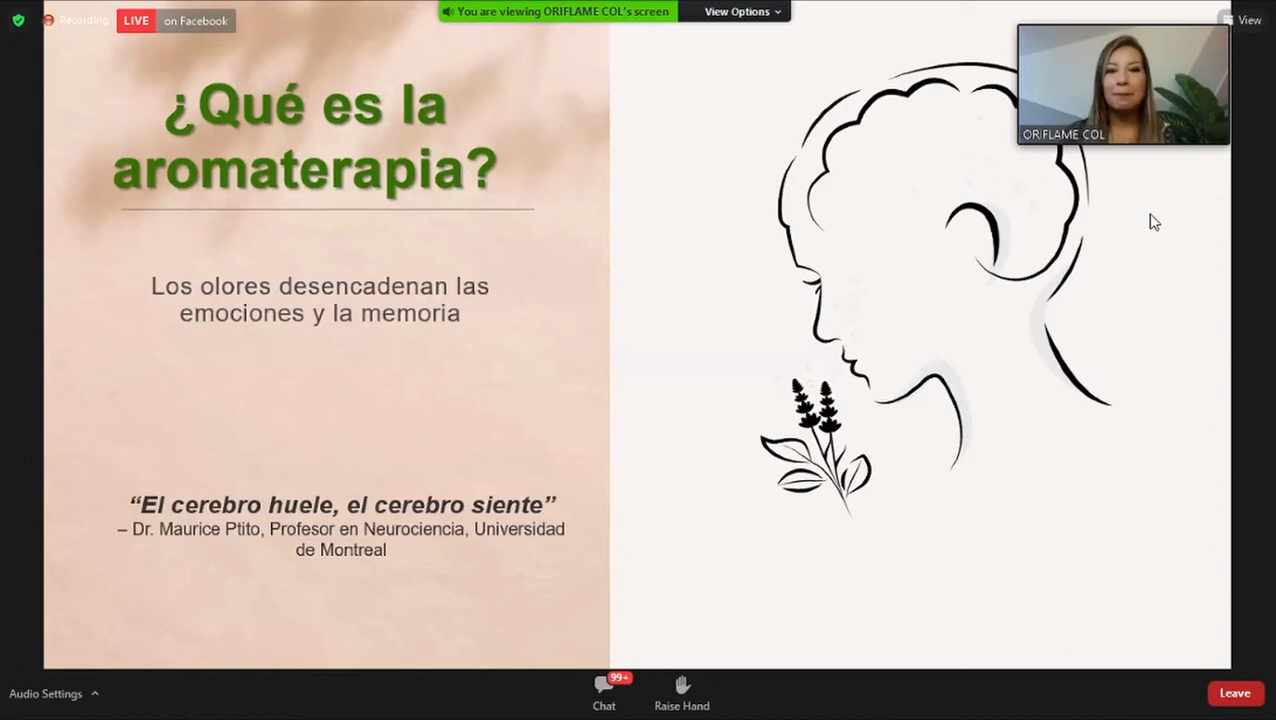 Recording
LIVE on Facebook
You are viewing ORIFLAME COL's screen
View Options
View
ORIFLAME COL
¿Qué es la
aromaterapia?
Los olores desencadenan las
emociones y la memoria
“El cerebro huele, el cerebro siente”
– Dr. Maurice Ptito, Profesor en Neurociencia, Universidad
de Montreal
Audio Settings
99+
Chat
Raise Hand
Leave